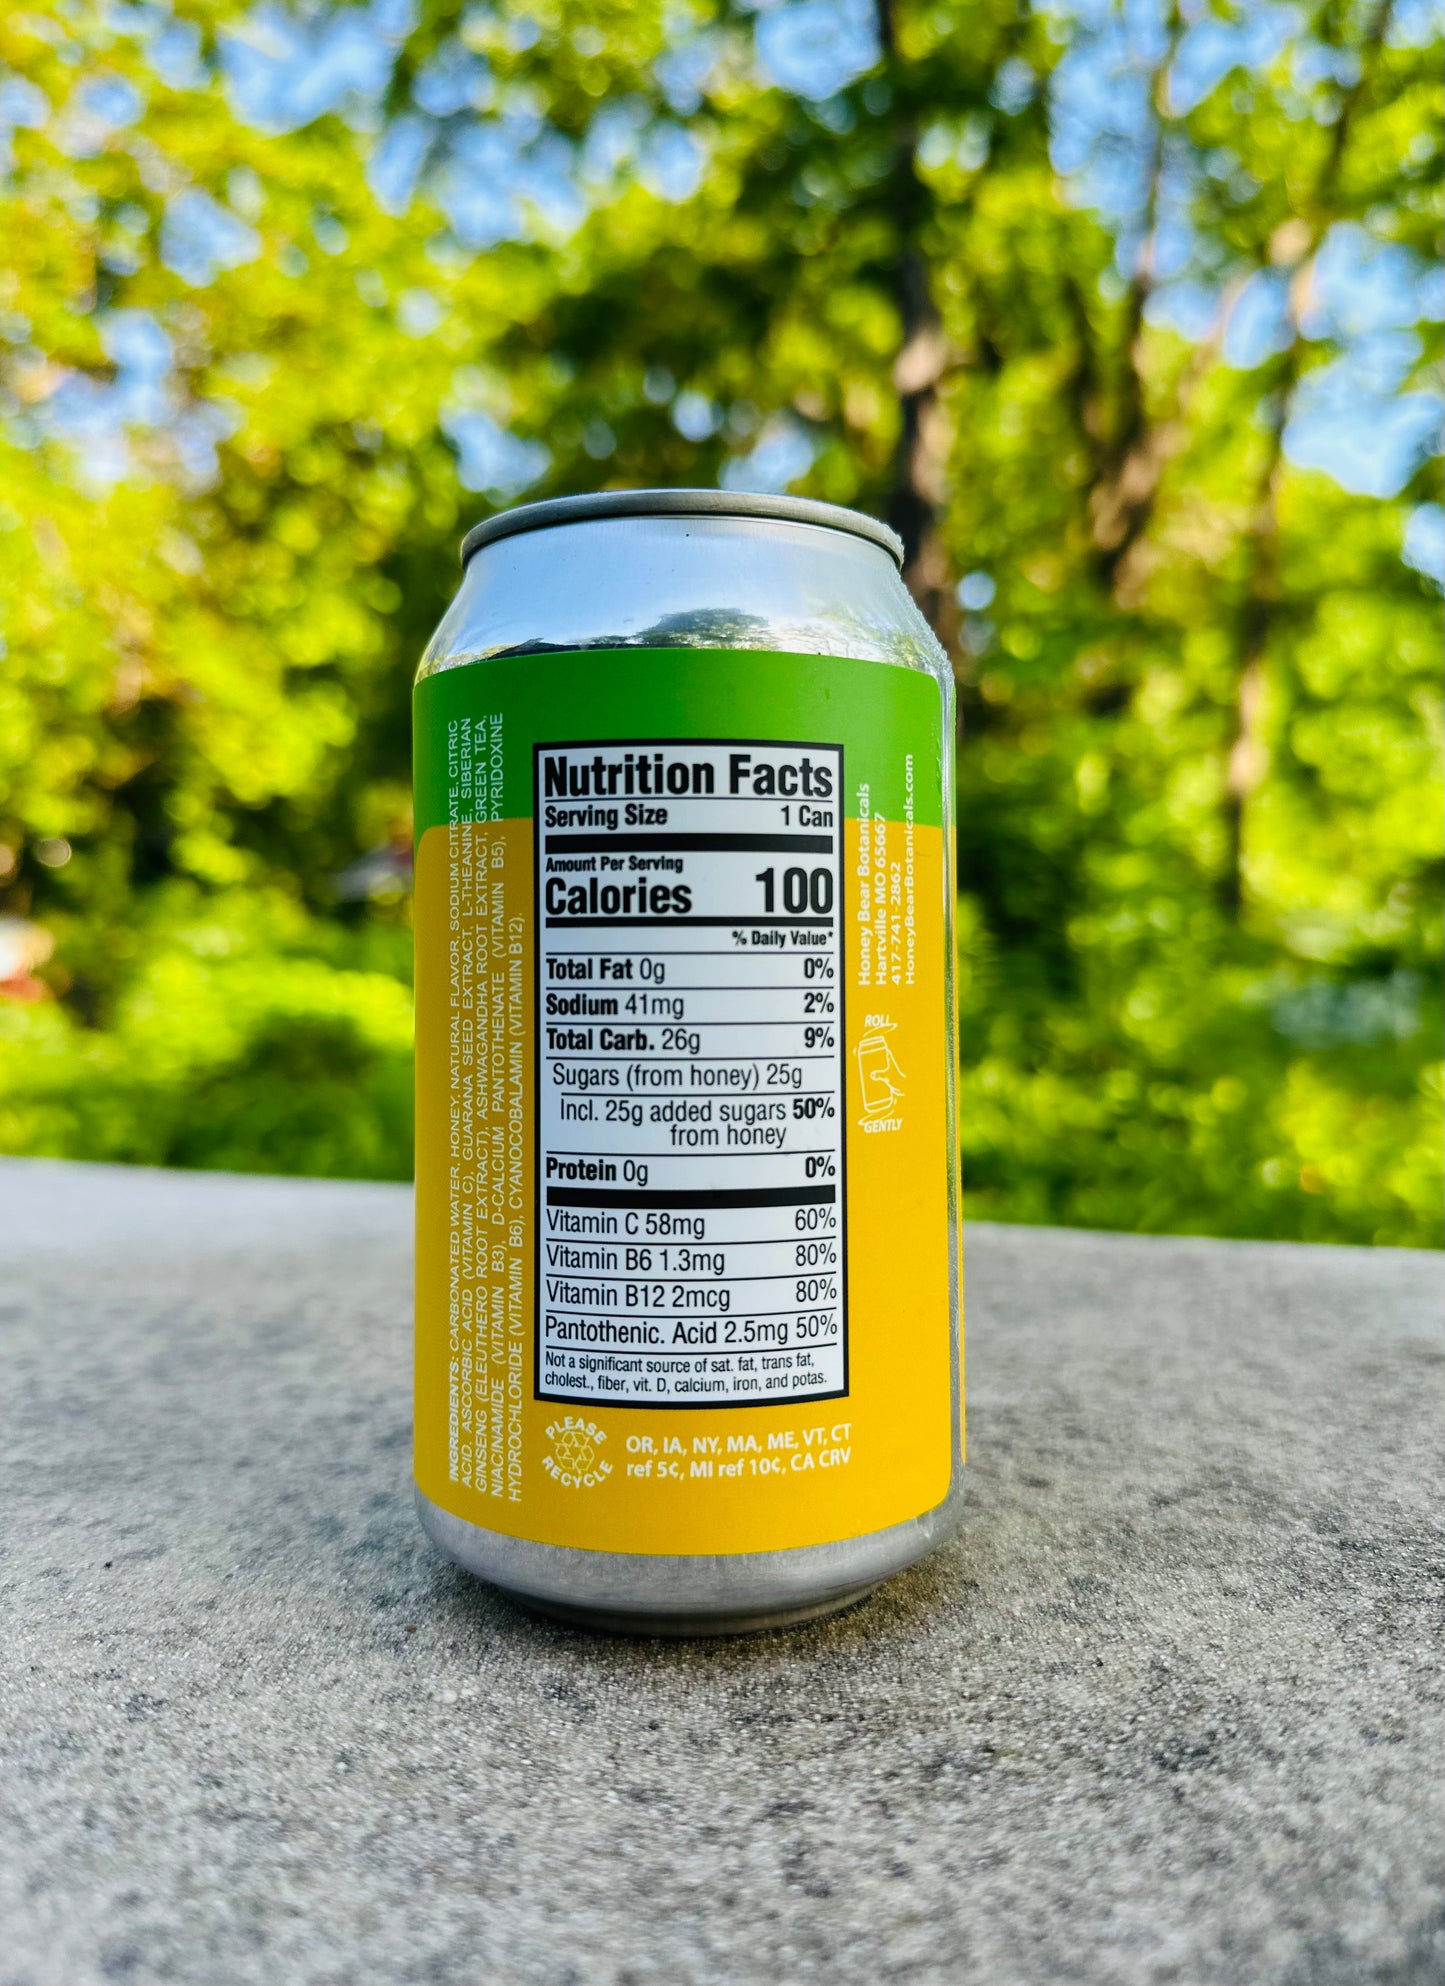 INGREDIENTS: CARBONATED WATER, HONEY, NATURAL FLAVOR, SODIUM CITRATE, CITRIC
ACID, ASCORBIC ACID (VITAMIN C), GUARANA SEED EXTRACT, L-THEANINE, SIBERIAN
GINSENG (ELEUTHERO ROOT EXTRACT), ASHWAGANDHA ROOT EXTRACT, GREEN TEA,
NIACINAMIDE (VITAMIN B3), D-CALCIUM PANTOTHENATE (VITAMIN B5), PYRIDOXINE
HYDROCHLORIDE (VITAMIN B6), CYANOCOBALAMIN (VITAMIN B12).
Nutrition Facts
Serving Size 1 Can
Amount Per Serving
Calories 100
% Daily Value*
Total Fat 0g 0%
Sodium 41mg 2%
Total Carb. 26g 9%
Sugars (from honey) 25g
Incl. 25g added sugars 50%
from honey
Protein 0g 0%
Vitamin C 58mg 60%
Vitamin B6 1.3mg 80%
Vitamin B12 2mcg 80%
Pantothenic. Acid 2.5mg 50%
Not a significant source of sat. fat, trans fat,
cholest., fiber, vit. D, calcium, iron, and potas.
PLEASE
RECYCLE
OR, IA, NY, MA, ME, VT, CT
ref 5¢, MI ref 10¢, CA CRV
Honey Bear Botanicals
Hartville MO 65667
417-741-2862
HoneyBearBotanicals.com
ROLL
GENTLY